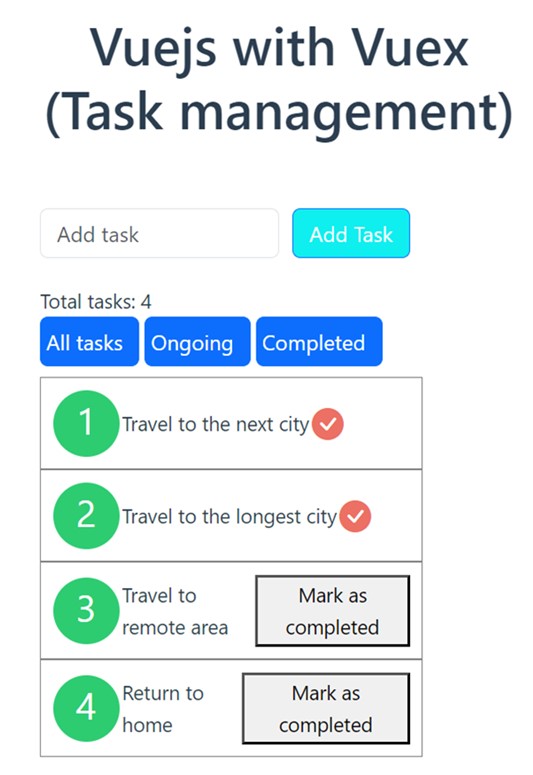 Vuejs with Vuex
(Task management)
Add task
Add Task
Total tasks: 4
All tasks
Ongoing
Completed
1
Travel to the next city
2
Travel to the longest city
3
Travel to
remote area
Mark as
completed
4
Return to
home
Mark as
completed